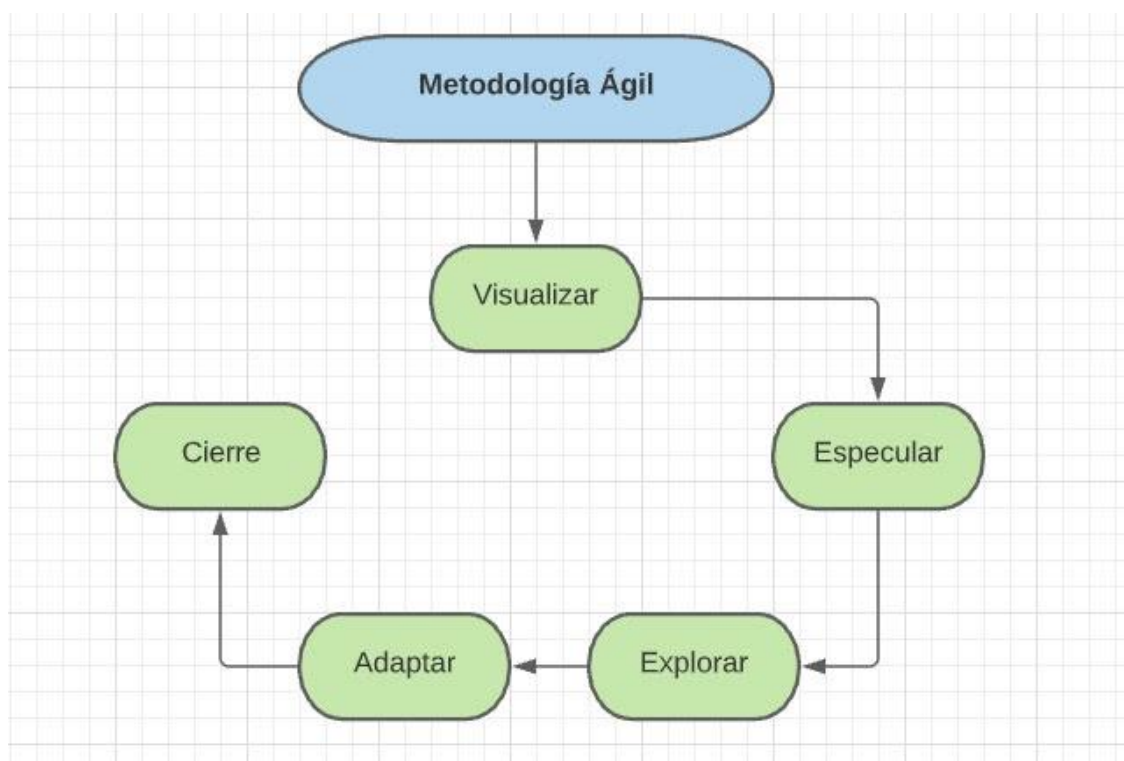 Metodología Ágil
Visualizar
Especular
Explorar
Adaptar
Cierre